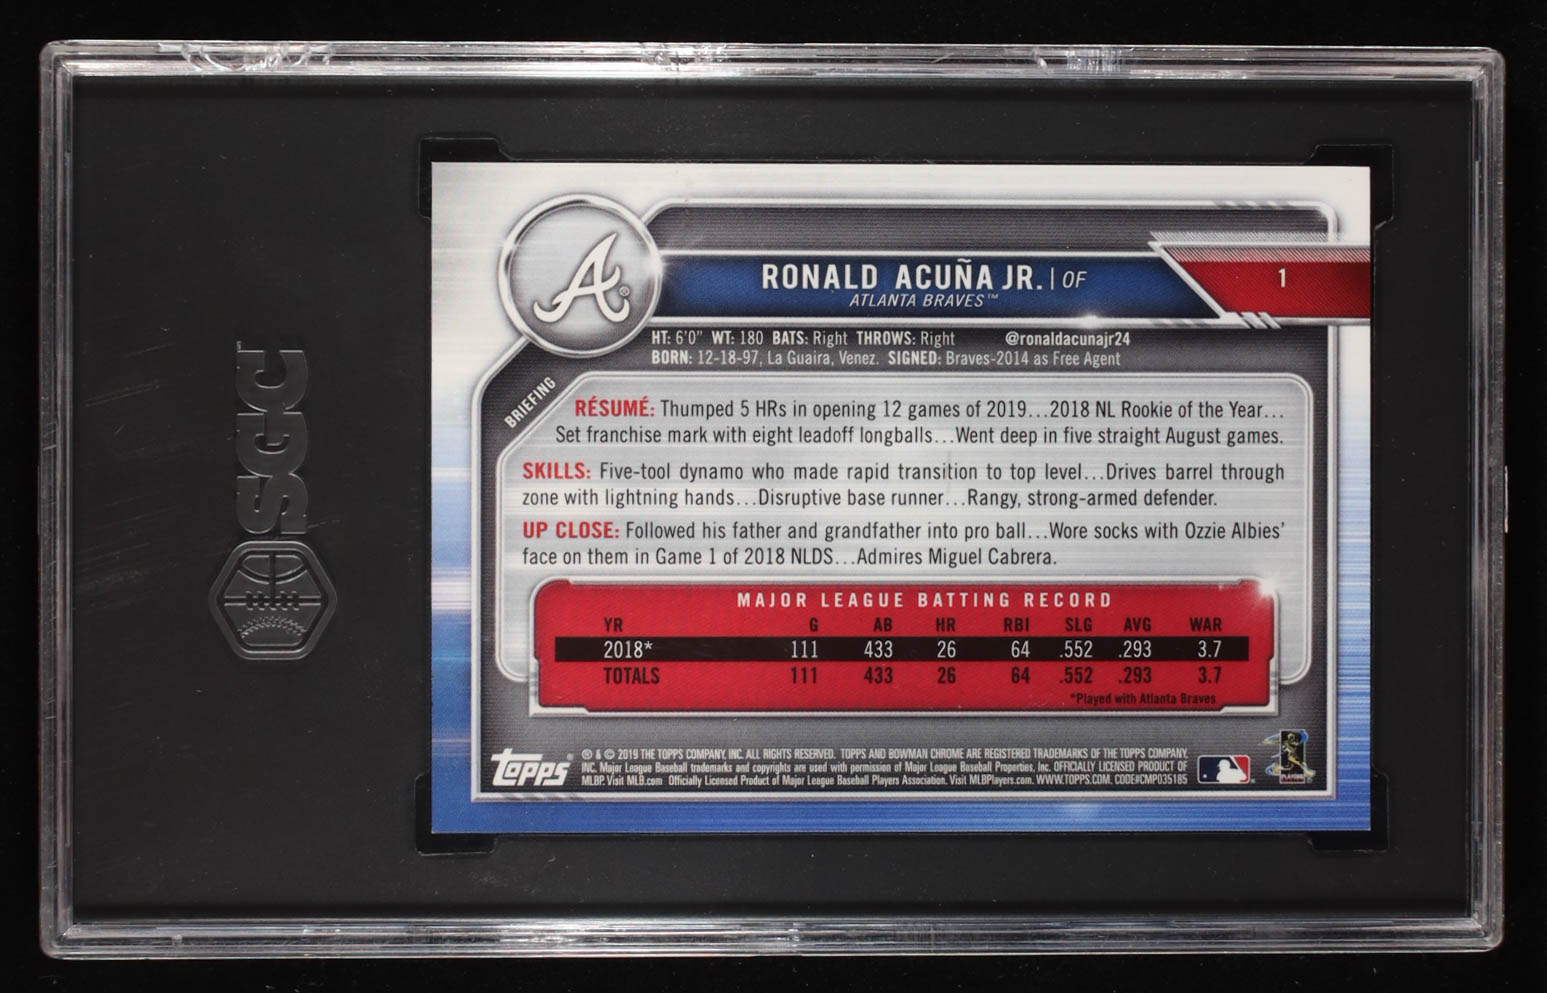 SGC
RONALD ACUÑA JR. | OF
ATLANTA BRAVES™
1
HT: 6'0" WT: 180 BATS: Right THROWS: Right @ronaldacunajr24
BORN: 12-18-97, La Guaira, Venez. SIGNED: Braves-2014 as Free Agent
BRIEFING
RÉSUMÉ: Thumped 5 HRs in opening 12 games of 2019...2018 NL Rookie of the Year...
Set franchise mark with eight leadoff longballs...Went deep in five straight August games.
SKILLS: Five-tool dynamo who made rapid transition to top level...Drives barrel through
zone with lightning hands...Disruptive base runner...Rangy, strong-armed defender.
UP CLOSE: Followed his father and grandfather into pro ball...Wore socks with Ozzie Albies'
face on them in Game 1 of 2018 NLDS...Admires Miguel Cabrera.
MAJOR LEAGUE BATTING RECORD
YR G AB HR RBI SLG AVG WAR
2018* 111 433 26 64 .552 .293 3.7
TOTALS 111 433 26 64 .552 .293 3.7
*Played with Atlanta Braves
topps®
® & © 2019 THE TOPPS COMPANY, INC. ALL RIGHTS RESERVED. TOPPS AND BOWMAN CHROME ARE REGISTERED TRADEMARKS OF THE TOPPS COMPANY,
INC. Major League Baseball trademarks and copyrights are used with permission of Major League Baseball Properties, Inc. OFFICIALLY LICENSED PRODUCT OF
MLBP. Visit MLB.com Officially Licensed Product of Major League Baseball Players Association. Visit MLBPlayers.com. WWW.TOPPS.COM. CODE#CMP035185